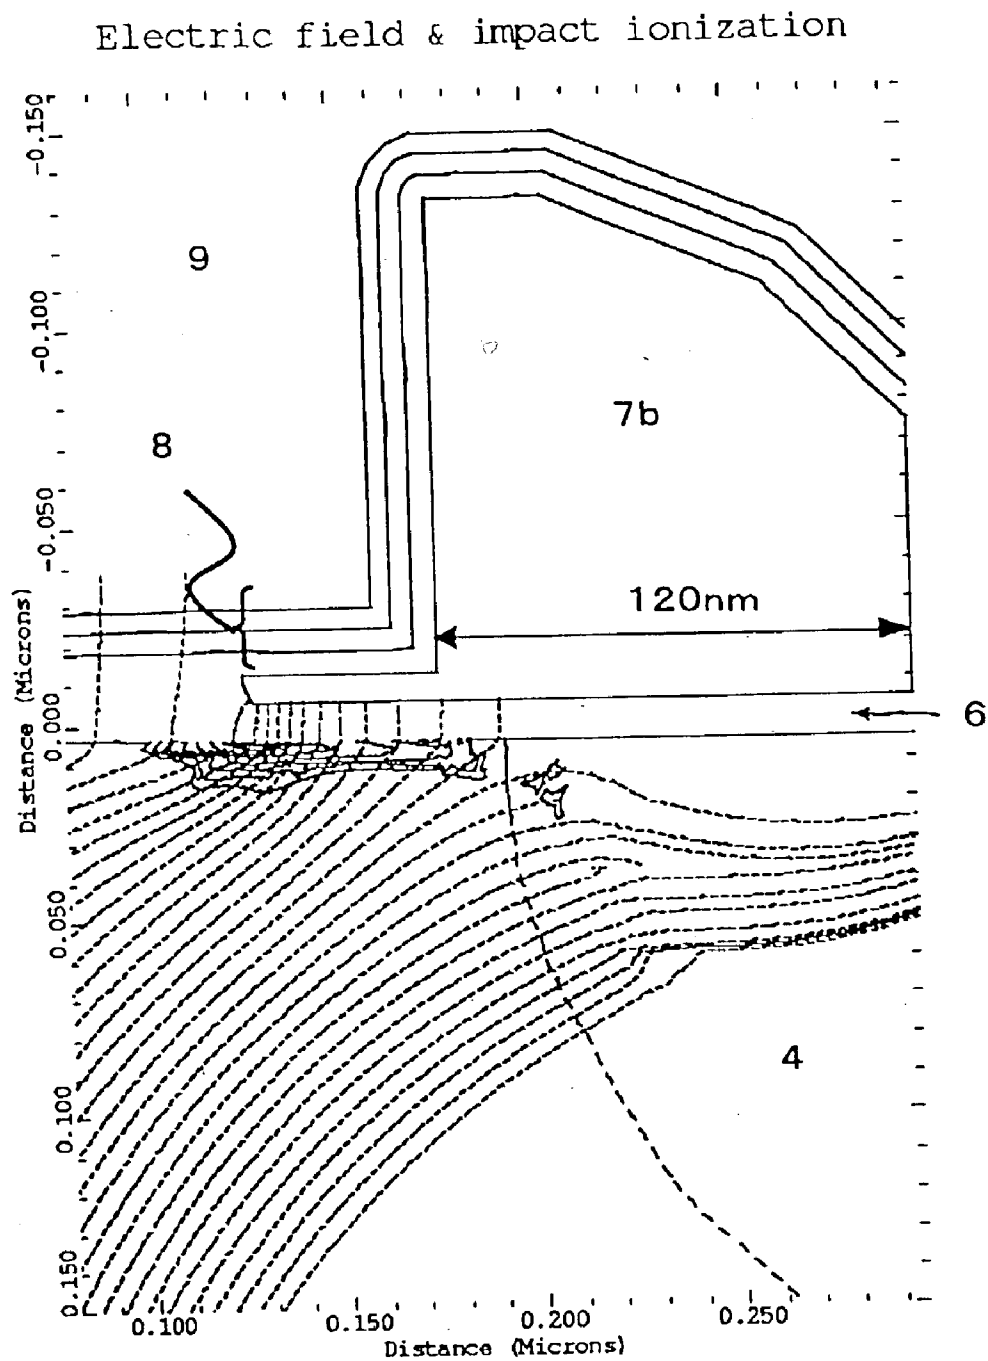 Electric field & impact ionization
-0.150
9
-0.100
7b
8
-0.050
120nm
Distance (Microns)
0.000
6
0.050
4
0.100
0.150
0.100 0.150 0.200 0.250
Distance (Microns)